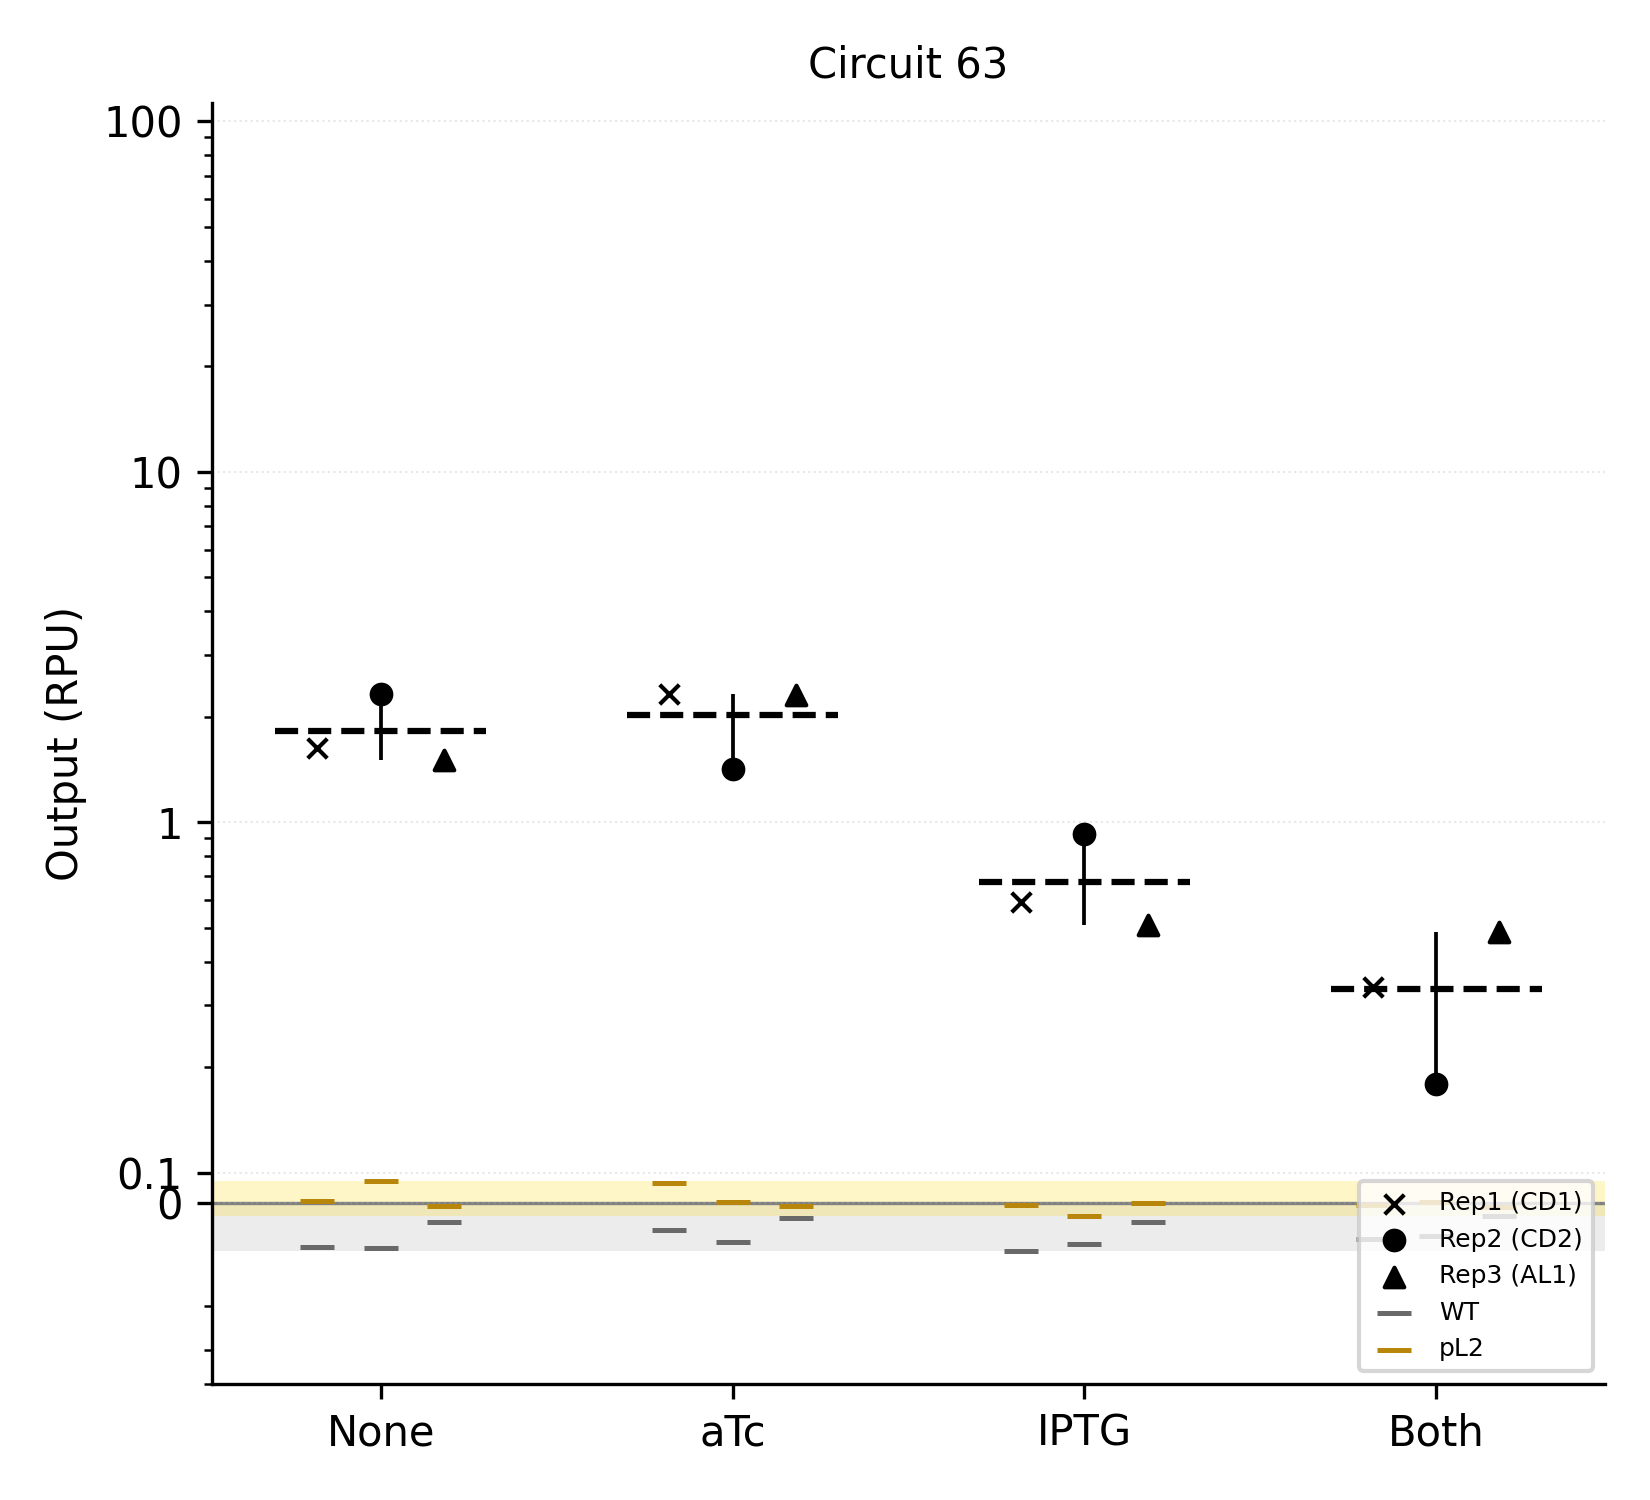 Circuit 63
100
10
1
0.1
0
Output (RPU)
None
aTc
IPTG
Both
Rep1 (CD1)
Rep2 (CD2)
Rep3 (AL1)
WT
pL2